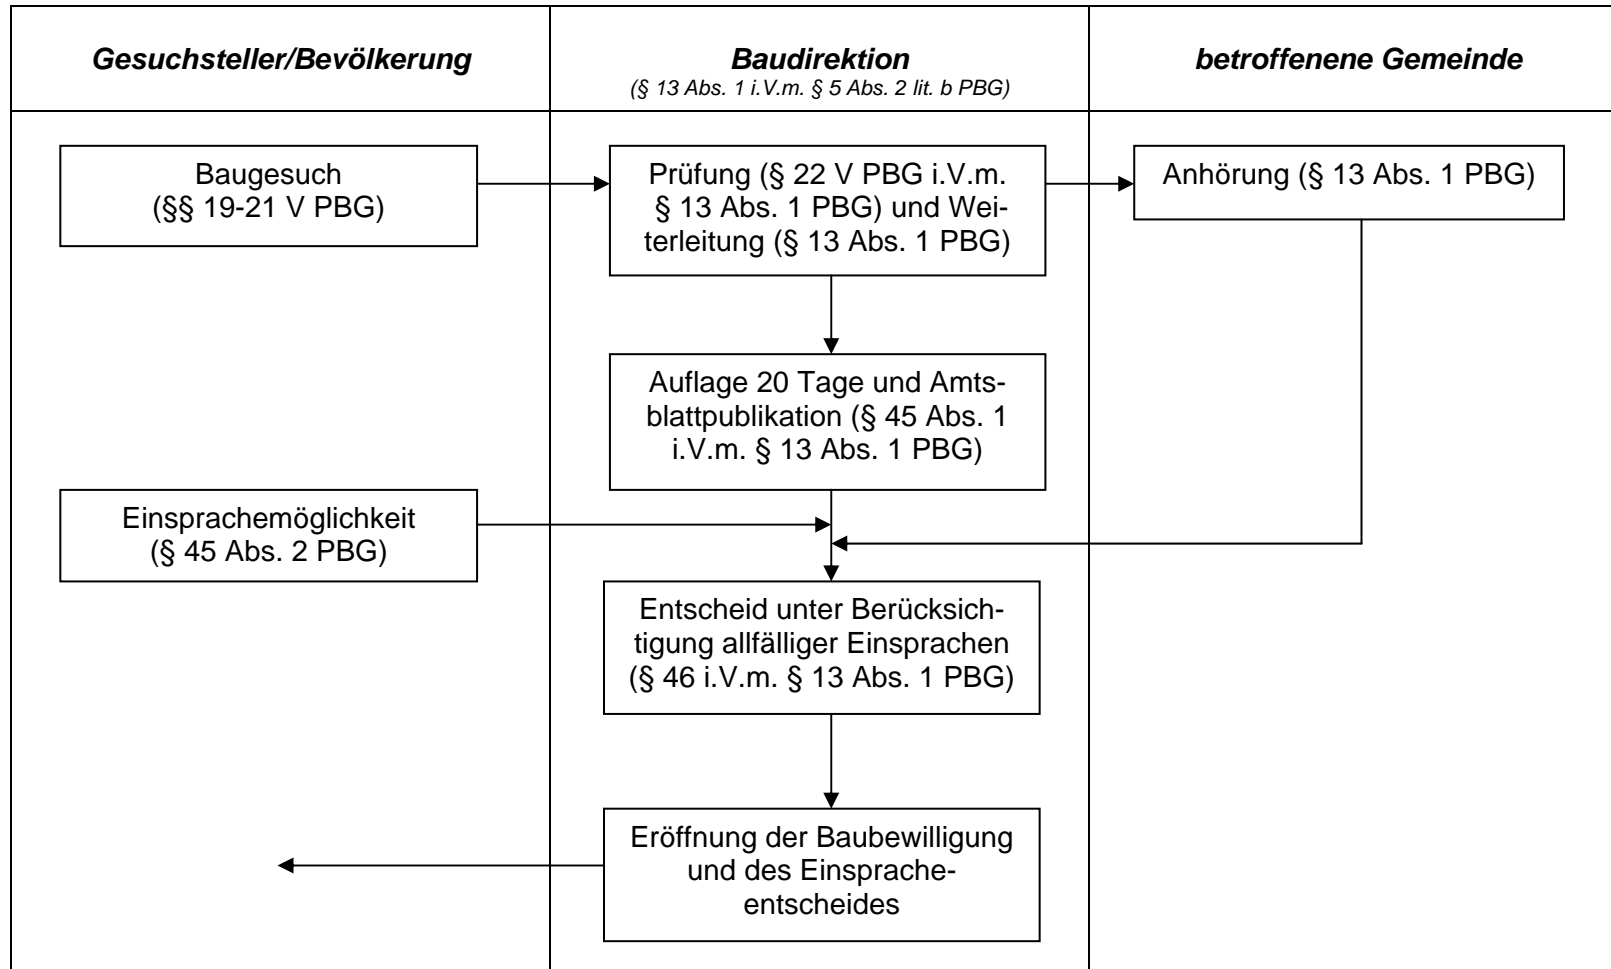 Gesuchsteller/Bevölkerung
Baudirektion
(§ 13 Abs. 1 i.V.m. § 5 Abs. 2 lit. b PBG)
betroffenene Gemeinde
Baugesuch
(§§ 19-21 V PBG)
Prüfung (§ 22 V PBG i.V.m.
§ 13 Abs. 1 PBG) und Wei-
terleitung (§ 13 Abs. 1 PBG)
Anhörung (§ 13 Abs. 1 PBG)
Auflage 20 Tage und Amts-
blattpublikation (§ 45 Abs. 1
i.V.m. § 13 Abs. 1 PBG)
Einsprachemöglichkeit
(§ 45 Abs. 2 PBG)
Entscheid unter Berücksich-
tigung allfälliger Einsprachen
(§ 46 i.V.m. § 13 Abs. 1 PBG)
Eröffnung der Baubewilligung
und des Einsprache-
entscheides